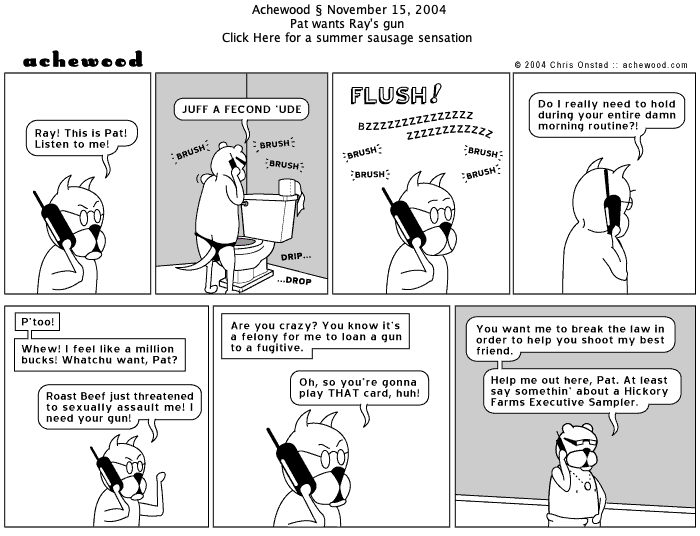 Achewood § November 15, 2004
Pat wants Ray's gun
Click Here for a summer sausage sensation
achewood
© 2004 Chris Onstad :: achewood.com
Ray! This is Pat!
Listen to me!
JUFF A FECOND 'UDE
BRUSH
BRUSH
BRUSH
DRIP...
...DROP
FLUSH!
BZZZZZZZZZZZZZZZ
ZZZZZZZZZZZZ
BRUSH
BRUSH
BRUSH
BRUSH
Do I really need to hold
during your entire damn
morning routine?!
P'too!
Whew! I feel like a million
bucks! Whatchu want, Pat?
Roast Beef just threatened
to sexually assault me! I
need your gun!
Are you crazy? You know it's
a felony for me to loan a gun
to a fugitive.
Oh, so you're gonna
play THAT card, huh!
You want me to break the law in
order to help you shoot my best
friend.
Help me out here, Pat. At least
say somethin' about a Hickory
Farms Executive Sampler.